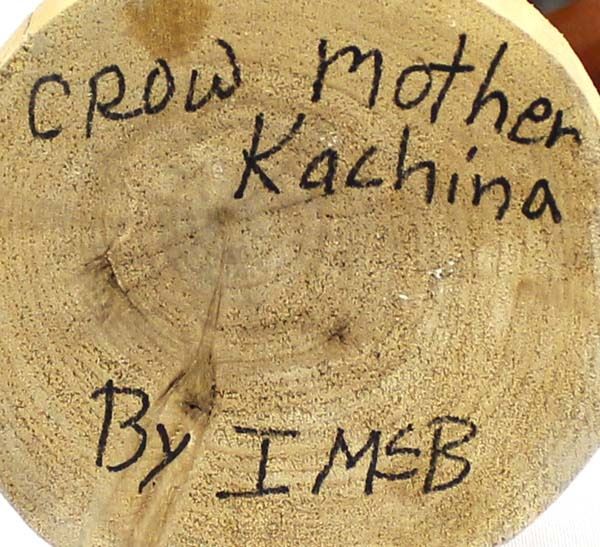 CROW Mother
Kachina
By I McB